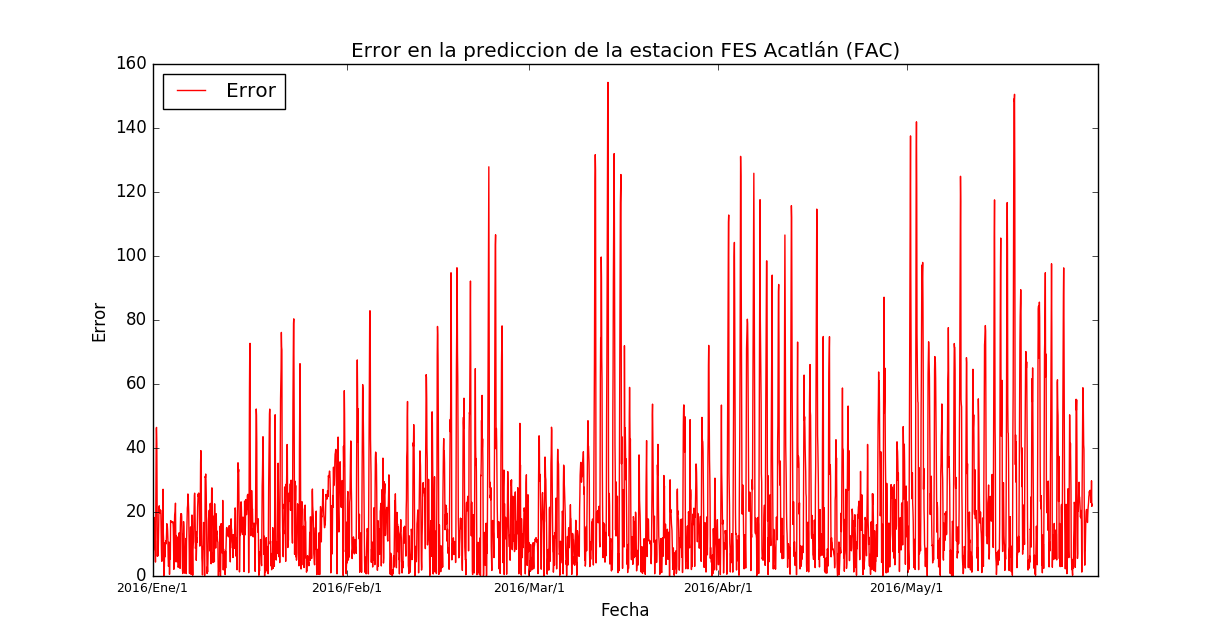 Error en la prediccion de la estacion FES Acatlán (FAC)
Error
160
140
120
100
80
60
40
20
0
Error
2016/Ene/1
2016/Feb/1
2016/Mar/1
2016/Abr/1
2016/May/1
Fecha